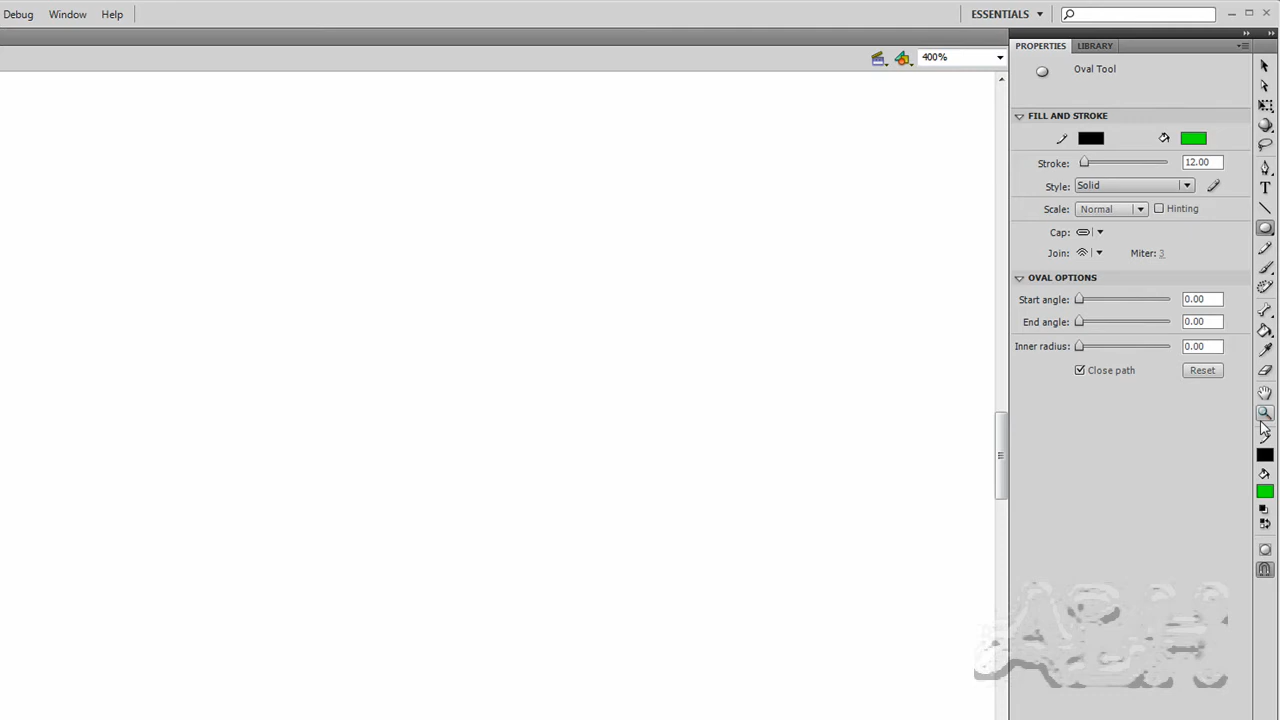 Debug Window Help ESSENTIALS
400%
PROPERTIES LIBRARY
Oval Tool
FILL AND STROKE
Stroke: 12.00
Style: Solid
Scale: Normal Hinting
Cap:
Join: Miter: 3
OVAL OPTIONS
Start angle: 0.00
End angle: 0.00
Inner radius: 0.00
Close path Reset
T